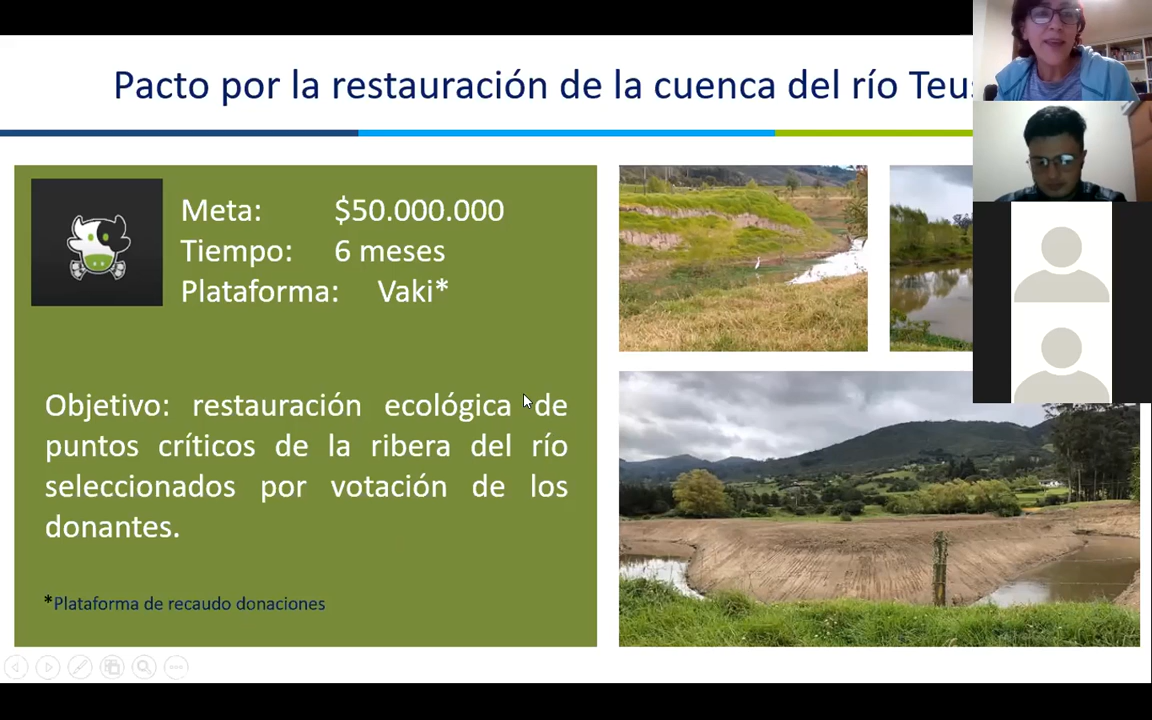 Pacto por la restauración de la cuenca del río
Meta: $50.000.000
Tiempo: 6 meses
Plataforma: Vaki*
Objetivo: restauración ecológica de
puntos críticos de la ribera del río
seleccionados por votación de los
donantes.
*Plataforma de recaudo donaciones